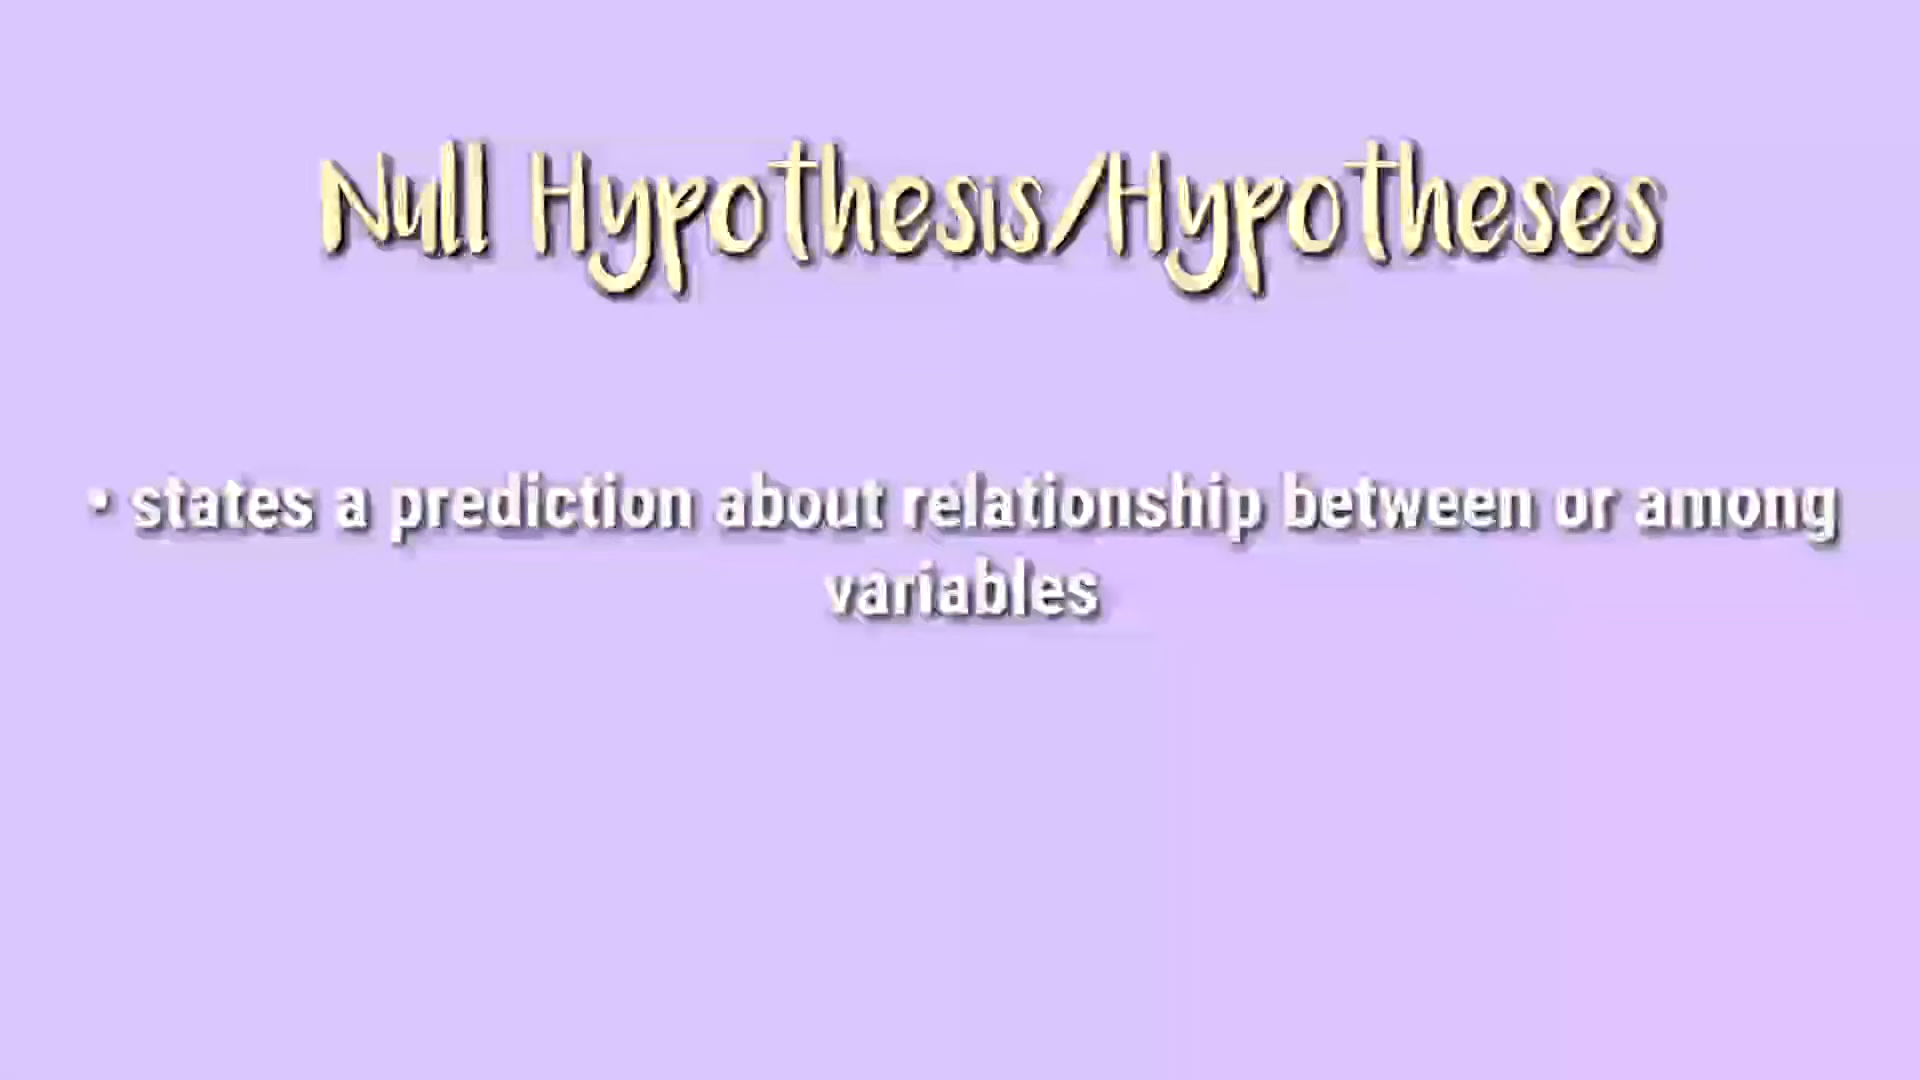 Null Hypothesis/Hypotheses
• states a prediction about relationship between or among
variables